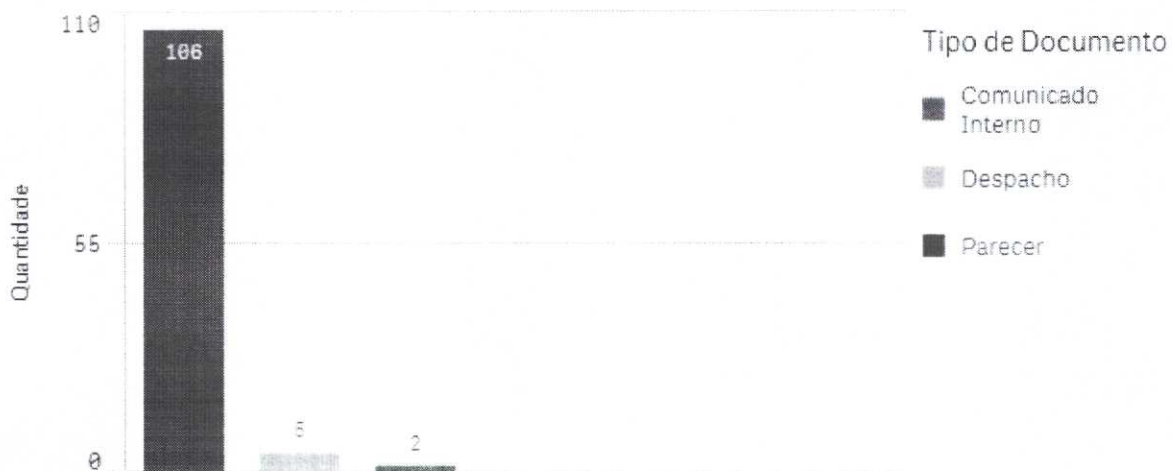 110
106
Tipo de Documento
Comunicado
Interno
Despacho
Quantidade
55
Parecer
5
2
0